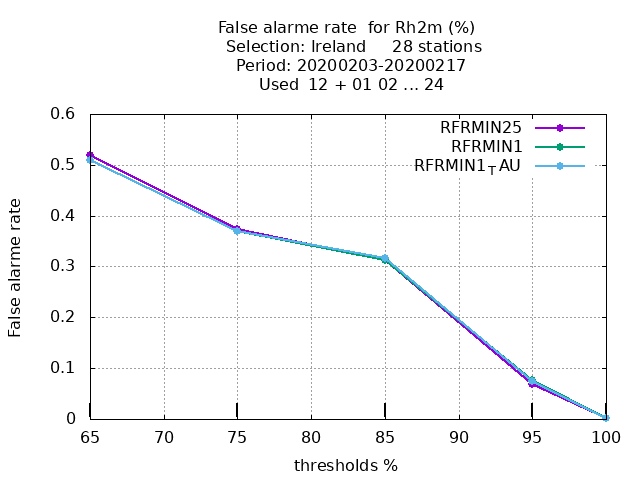 False alarme rate for Rh2m (%)
Selection: Ireland 28 stations
Period: 20200203-20200217
Used 12 + 01 02 ... 24
0.6
0.5
0.4
0.3
0.2
0.1
0
False alarme rate
RFRMIN25
RFRMIN1
RFRMIN1TAU
65 70 75 80 85 90 95 100
thresholds %